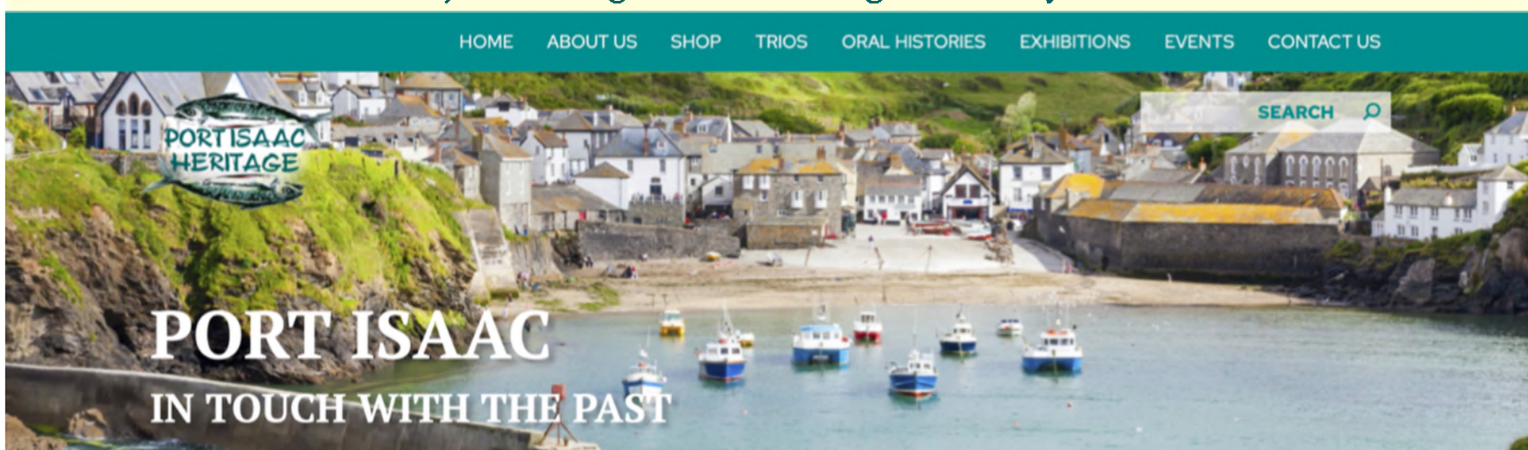 HOME ABOUT US SHOP TRIOS ORAL HISTORIES EXHIBITIONS EVENTS CONTACT US
SEARCH
PORT ISAAC
HERITAGE
PORT ISAAC
IN TOUCH WITH THE PAST